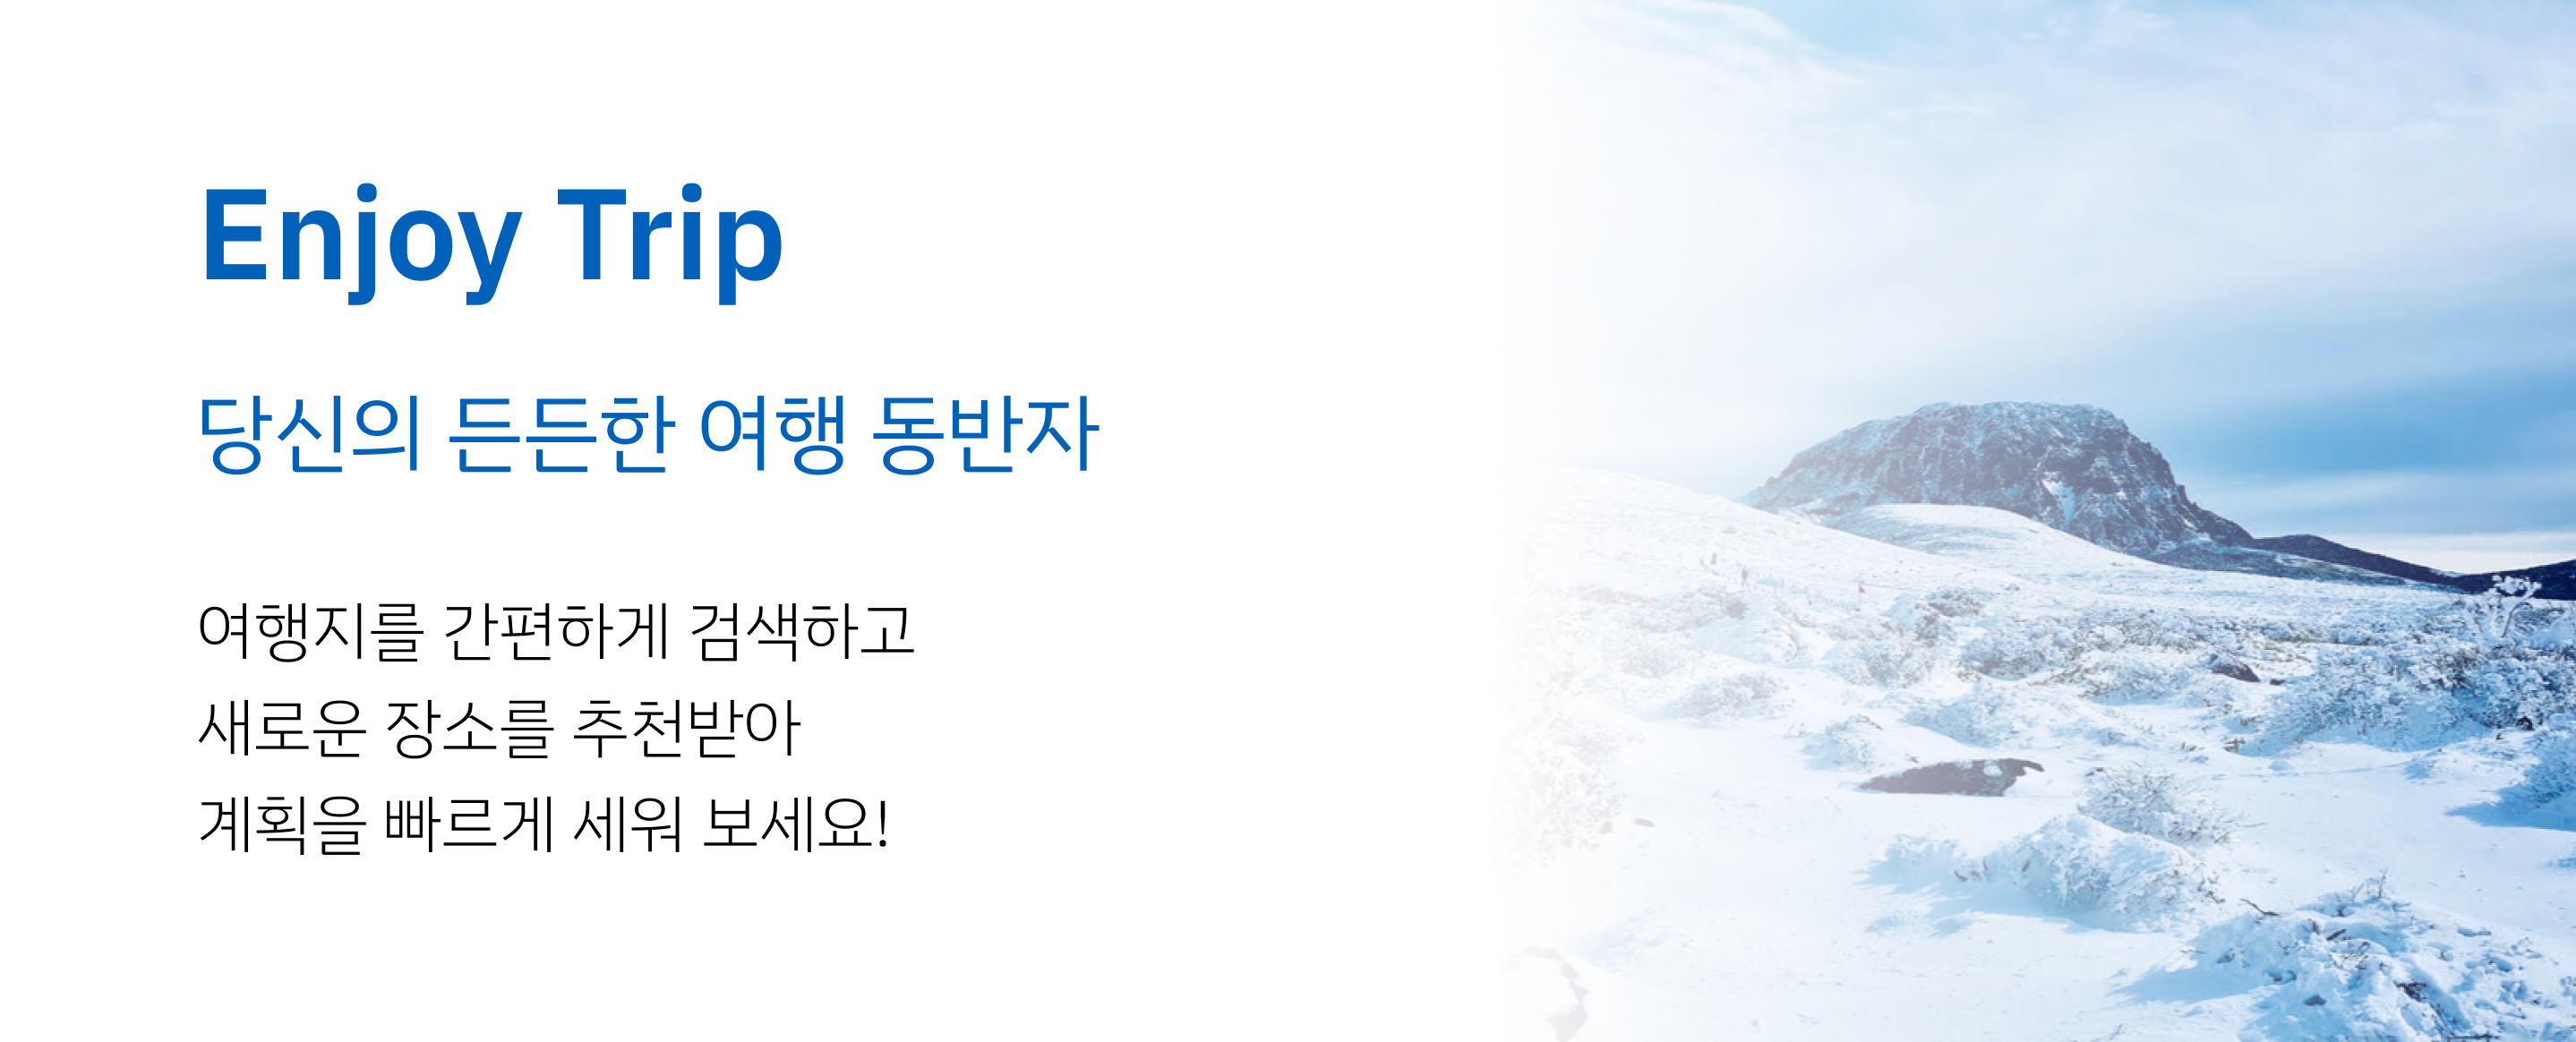 Enjoy Trip
당신의 든든한 여행 동반자
여행지를 간편하게 검색하고
새로운 장소를 추천받아
계획을 빠르게 세워 보세요!